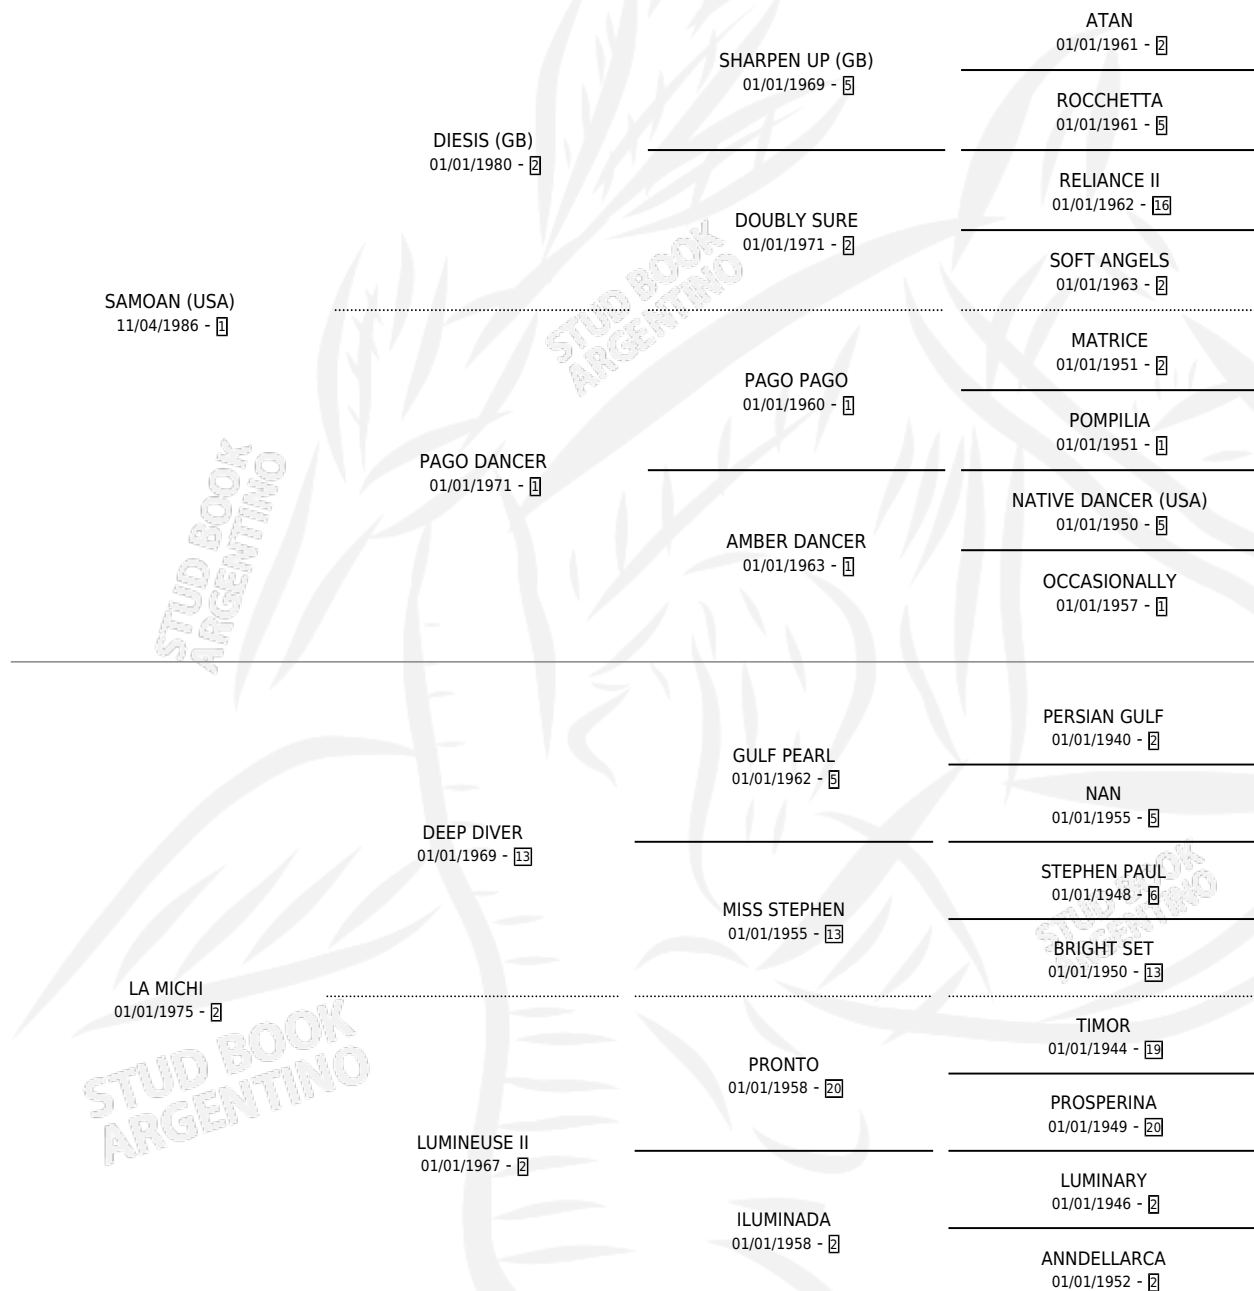 ATAN
01/01/1961 - 2
SHARPEN UP (GB)
01/01/1969 - 5
ROCCHETTA
01/01/1961 - 5
DIESIS (GB)
01/01/1980 - 2
RELIANCE II
01/01/1962 - 16
DOUBLY SURE
01/01/1971 - 2
SOFT ANGELS
01/01/1963 - 2
SAMOAN (USA)
11/04/1986 - 1
MATRICE
01/01/1951 - 2
PAGO PAGO
01/01/1960 - 1
POMPILIA
01/01/1951 - 1
PAGO DANCER
01/01/1971 - 1
NATIVE DANCER (USA)
01/01/1950 - 5
AMBER DANCER
01/01/1963 - 1
OCCASIONALLY
01/01/1957 - 1
STUD BOOK
ARGENTINO
STUD BOOK
ARGENTINO
PERSIAN GULF
01/01/1940 - 2
GULF PEARL
01/01/1962 - 5
NAN
01/01/1955 - 5
DEEP DIVER
01/01/1969 - 13
STEPHEN PAUL
01/01/1948 - 6
MISS STEPHEN
01/01/1955 - 13
BRIGHT SET
01/01/1950 - 13
LA MICHI
01/01/1975 - 2
TIMOR
01/01/1944 - 19
PRONTO
01/01/1958 - 20
PROSPERINA
01/01/1949 - 20
LUMINEUSE II
01/01/1967 - 2
LUMINARY
01/01/1946 - 2
ILUMINADA
01/01/1958 - 2
ANNDELLARCA
01/01/1952 - 2
STUD BOOK
ARGENTINO
STUD BOOK
ARGENTINO